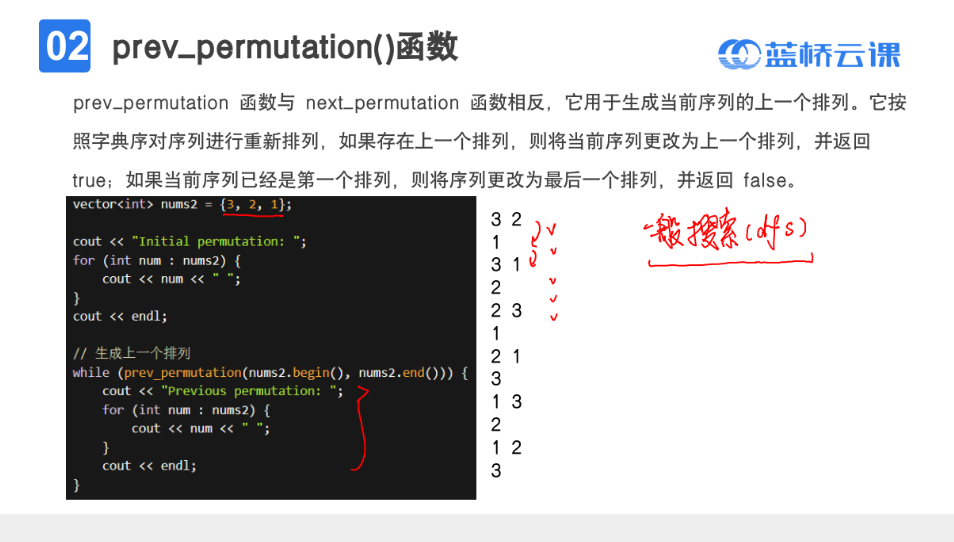 02
prev_permutation()函数
蓝桥云课
prev_permutation 函数与 next_permutation 函数相反，它用于生成当前序列的上一个排列。它按
照字典序对序列进行重新排列，如果存在上一个排列，则将当前序列更改为上一个排列，并返回
true；如果当前序列已经是第一个排列，则将序列更改为最后一个排列，并返回 false。
vector<int> nums2 = {3, 2, 1};
cout << "Initial permutation: ";
for (int num : nums2) {
cout << num << " ";
}
cout << endl;
// 生成上一个排列
while (prev_permutation(nums2.begin(), nums2.end())) {
cout << "Previous permutation: ";
for (int num : nums2) {
cout << num << " ";
}
cout << endl;
}
3 2
1
3 1
2
2 3
1
2 1
3
1 3
2
1 2
3
一般搜索(dfs)